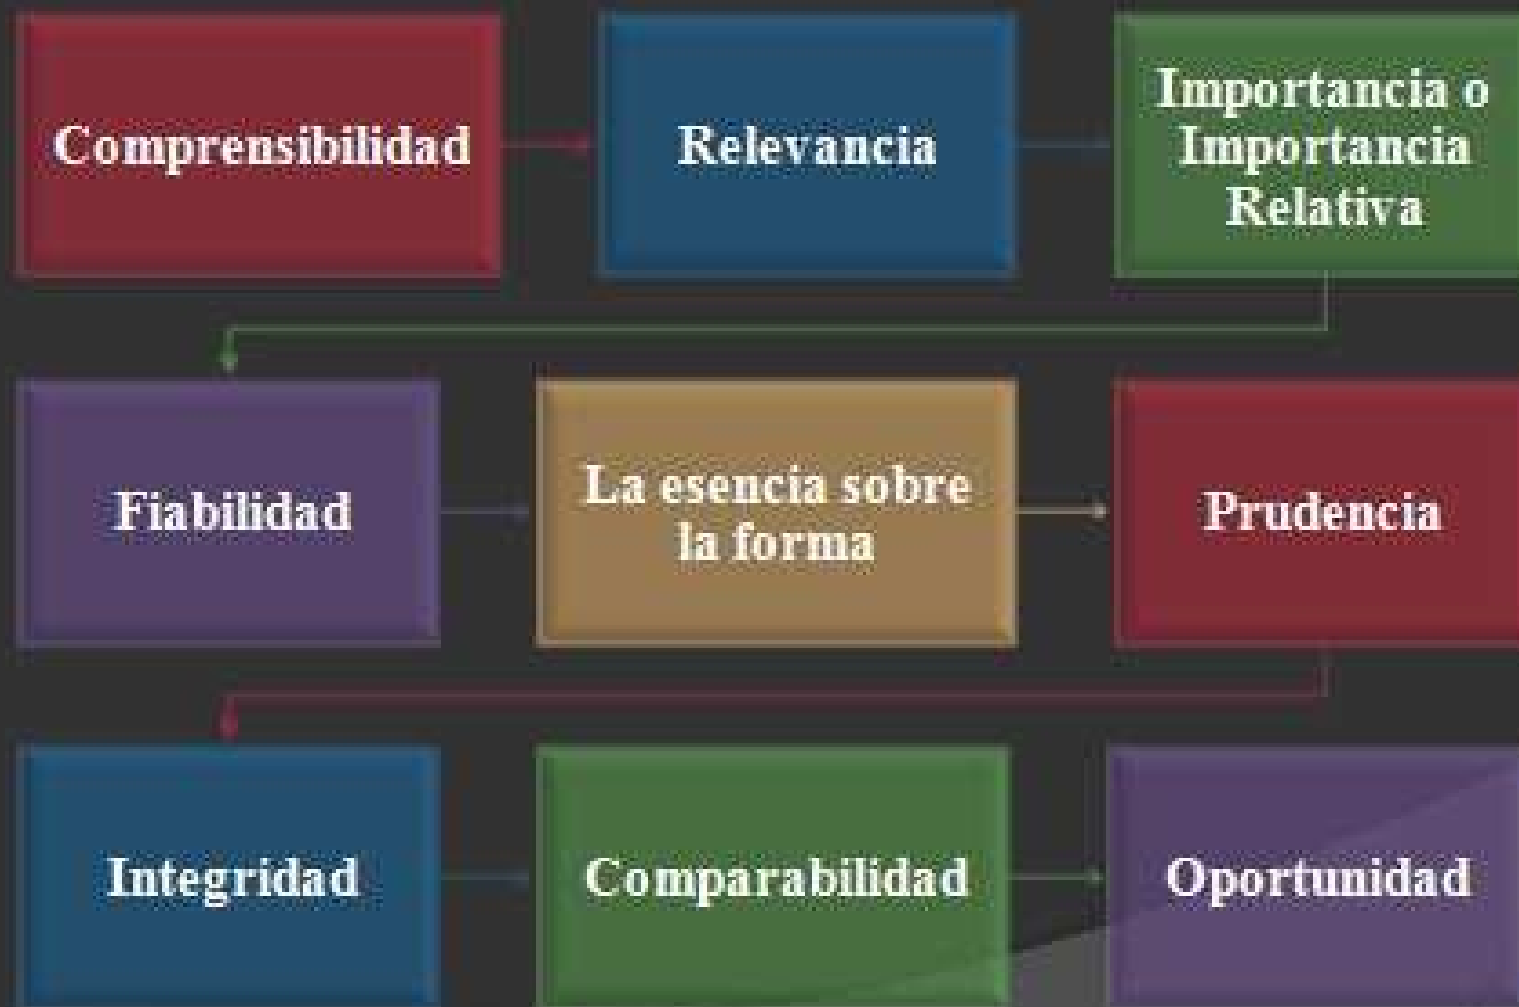 Comprensibilidad
Relevancia
Importancia o
Importancia
Relativa
Fiabilidad
La esencia sobre
la forma
Prudencia
Integridad
Comparabilidad
Oportunidad